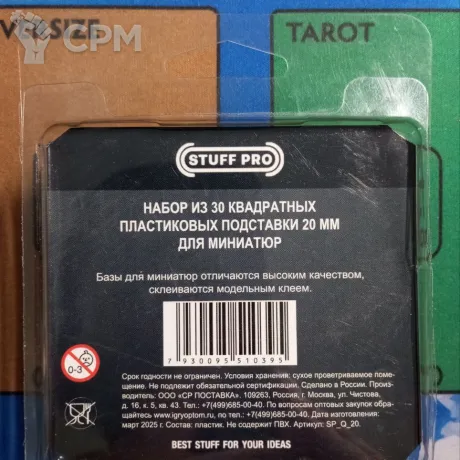 VERSIZE
CPM
TAROT
STUFF PRO
НАБОР ИЗ 30 КВАДРАТНЫХ
ПЛАСТИКОВЫХ ПОДСТАВКИ 20 ММ
ДЛЯ МИНИАТЮР
Базы для миниатюр отличаются высоким качеством,
склеиваются модельным клеем.
7930095510395
0-3
Срок годности не ограничен. Условия хранения: сухое проветриваемое поме-
щение. Не подлежит обязательной сертификации. Сделано в России. Произ-
водитель: ООО «СР ПОСТАВКА». 109263, Россия, г. Москва, ул. Чистова,
д. 16, к. 5, кв. 43. Тел.: +7(499)685-00-40. По вопросам оптовых закупок обра-
щаться: www.igryoptom.ru, Тел.: +7(499)685-00-40. Дата изготовления:
март 2025 г. Состав: пластик. Не содержит ПВХ. Артикул: SP_Q_20.
BEST STUFF FOR YOUR IDEAS